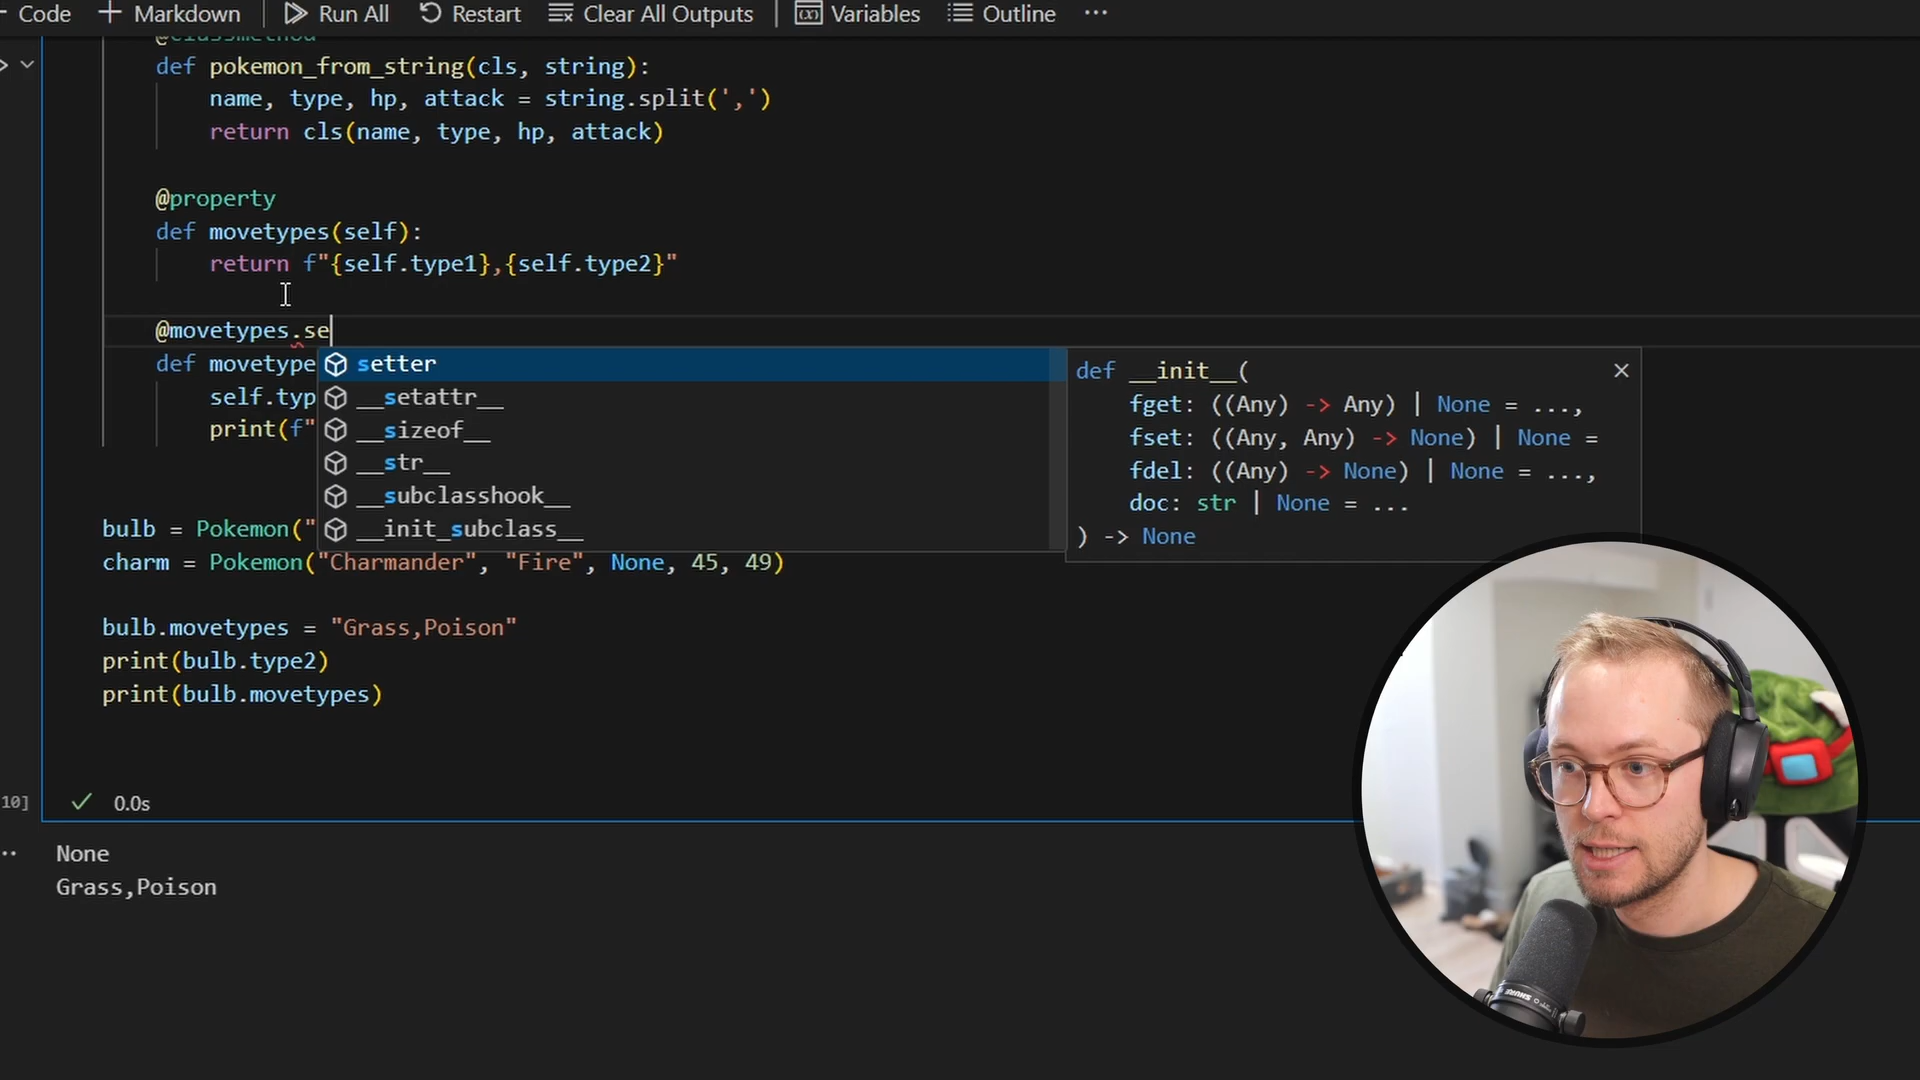 Code + Markdown Run All Restart Clear All Outputs Variables Outline ...
@classmethod
def pokemon_from_string(cls, string):
name, type, hp, attack = string.split(',')
return cls(name, type, hp, attack)
@property
def movetypes(self):
return f"{self.type1},{self.type2}"
@movetypes.se
def movetype
self.typ
print(f"
setter
__setattr__
__sizeof__
__str__
__subclasshook__
__init_subclass__
def __init__(
fget: ((Any) -> Any) | None = ...,
fset: ((Any, Any) -> None) | None =
fdel: ((Any) -> None) | None = ...,
doc: str | None = ...
) -> None
bulb = Pokemon("
charm = Pokemon("Charmander", "Fire", None, 45, 49)
bulb.movetypes = "Grass,Poison"
print(bulb.type2)
print(bulb.movetypes)
10] 0.0s
None
Grass,Poison
SHURE